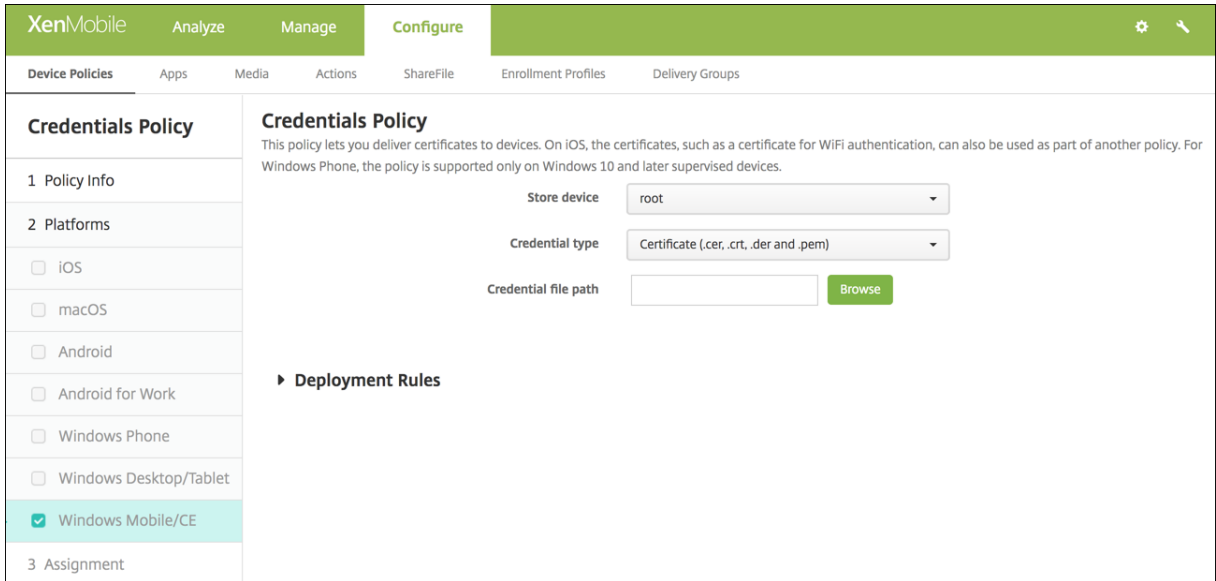 XenMobile Analyze Manage Configure
Device Policies Apps Media Actions ShareFile Enrollment Profiles Delivery Groups
Credentials Policy
1 Policy Info
2 Platforms
iOS
macOS
Android
Android for Work
Windows Phone
Windows Desktop/Tablet
Windows Mobile/CE
3 Assignment
Credentials Policy
This policy lets you deliver certificates to devices. On iOS, the certificates, such as a certificate for WiFi authentication, can also be used as part of another policy. For
Windows Phone, the policy is supported only on Windows 10 and later supervised devices.
Store device root
Credential type Certificate (.cer, .crt, .der and .pem)
Credential file path Browse
Deployment Rules